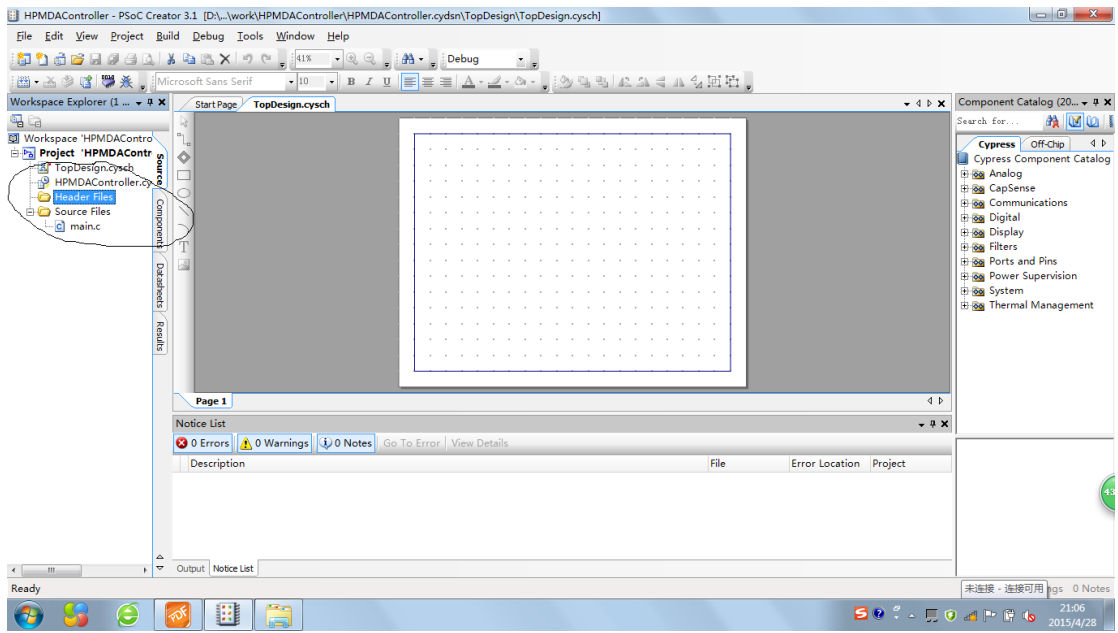 HPMDAController - PSoC Creator 3.1 [D:\...\work\HPMDAController\HPMDAController.cydsn\TopDesign\TopDesign.cysch]
File Edit View Project Build Debug Tools Window Help
41% Debug
Microsoft Sans Serif 10 B I U A
Workspace Explorer (1 ...
Start Page TopDesign.cysch
Component Catalog (20...
Search for...
Workspace 'HPMDAContro
Project 'HPMDAContr
TopDesign.cysch
HPMDAController.cy
Header Files
Source Files
main.c
Source
Components
Datasheets
Results
T
Cypress Off-Chip
Cypress Component Catalog
Analog
CapSense
Communications
Digital
Display
Filters
Ports and Pins
Power Supervision
System
Thermal Management
Page 1
Notice List
0 Errors 0 Warnings 0 Notes Go To Error View Details
Description File Error Location Project
43
Output Notice List
Ready
未连接 - 连接可用 ngs 0 Notes
PDF
21:06
2015/4/28